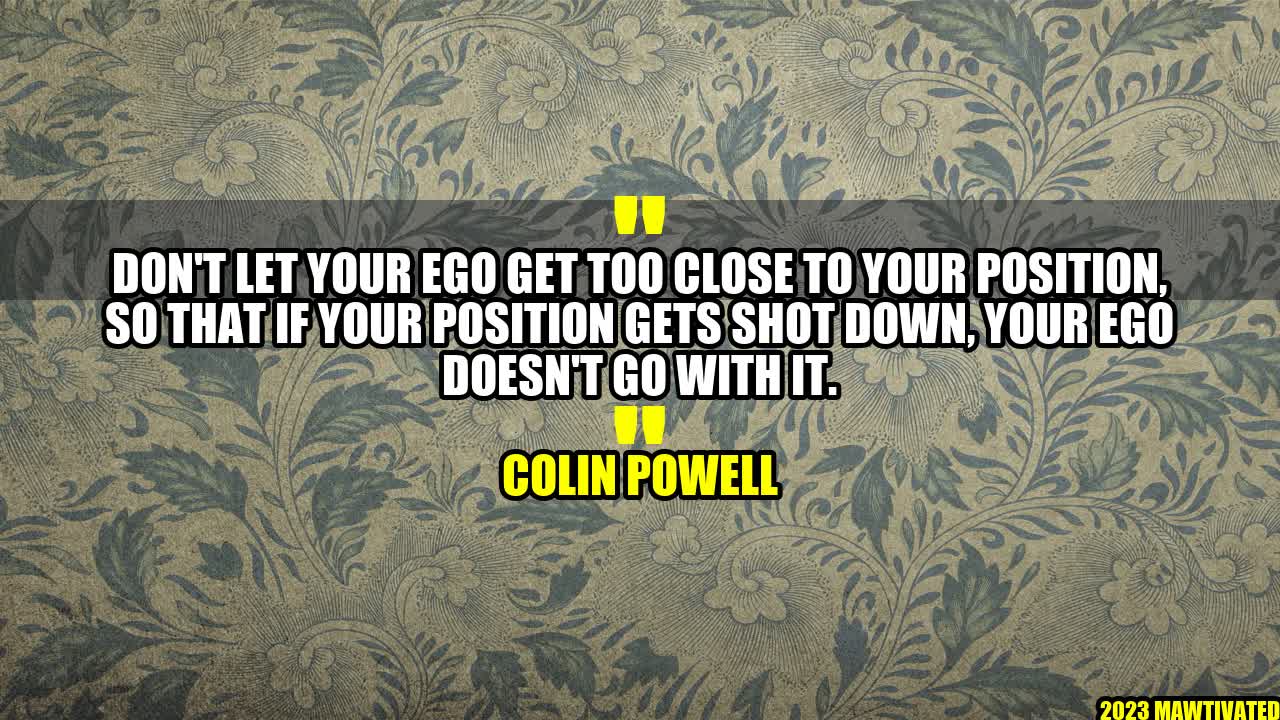 "
DON'T LET YOUR EGO GET TOO CLOSE TO YOUR POSITION,
SO THAT IF YOUR POSITION GETS SHOT DOWN, YOUR EGO
DOESN'T GO WITH IT.
"
COLIN POWELL
2023 MAWTIVATED